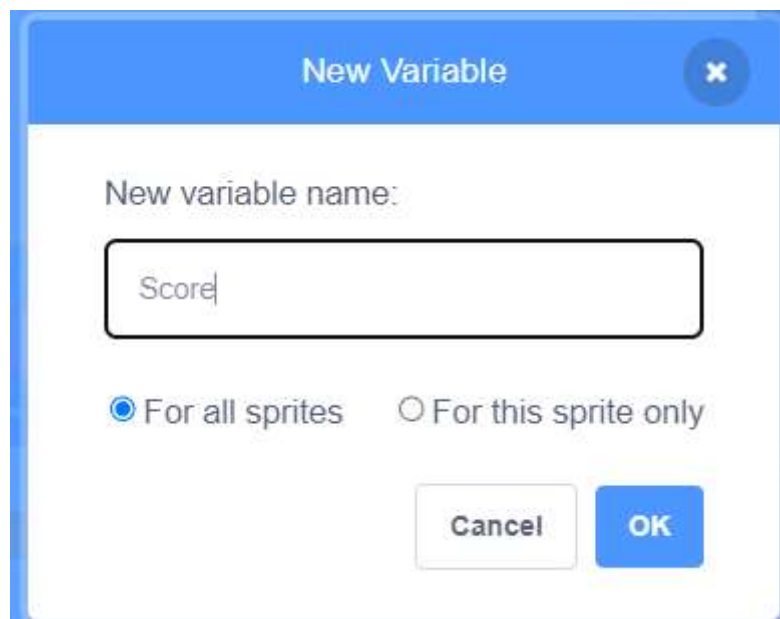 New Variable
New variable name:
Score
For all sprites For this sprite only
Cancel OK